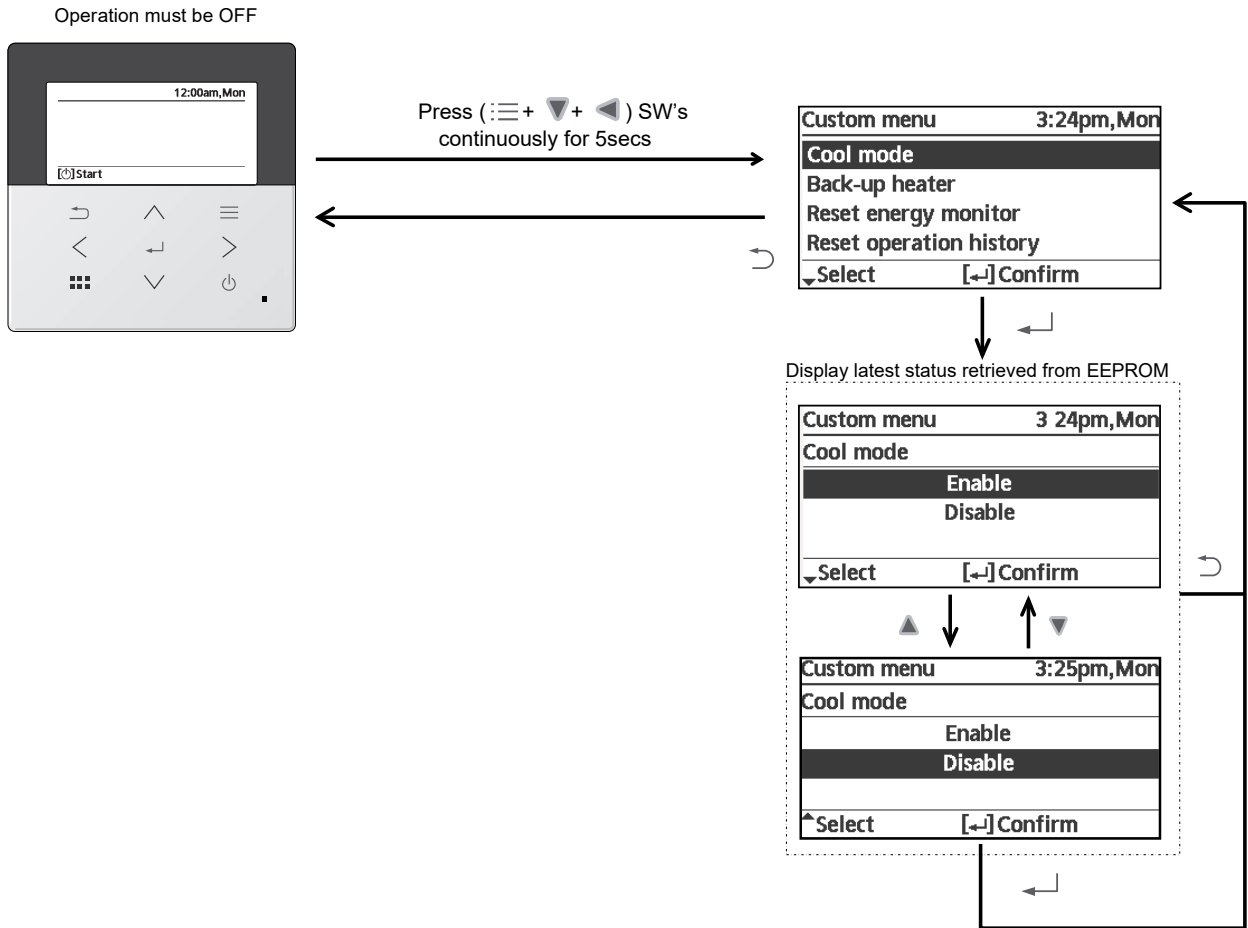 Operation must be OFF
12:00am,Mon
[⏻]Start
Press (☰+ ▼+ ◀) SW's
continuously for 5secs
Custom menu 3:24pm,Mon
Cool mode
Back-up heater
Reset energy monitor
Reset operation history
Select [↵]Confirm
Display latest status retrieved from EEPROM
Custom menu 3 24pm,Mon
Cool mode
Enable
Disable
Select [↵]Confirm
Custom menu 3:25pm,Mon
Cool mode
Enable
Disable
Select [↵]Confirm